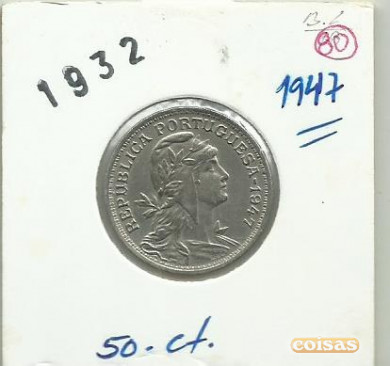 B.C
80
1932
1947
REPUBLICA PORTUGUESA·1947
50. ct.
coisas